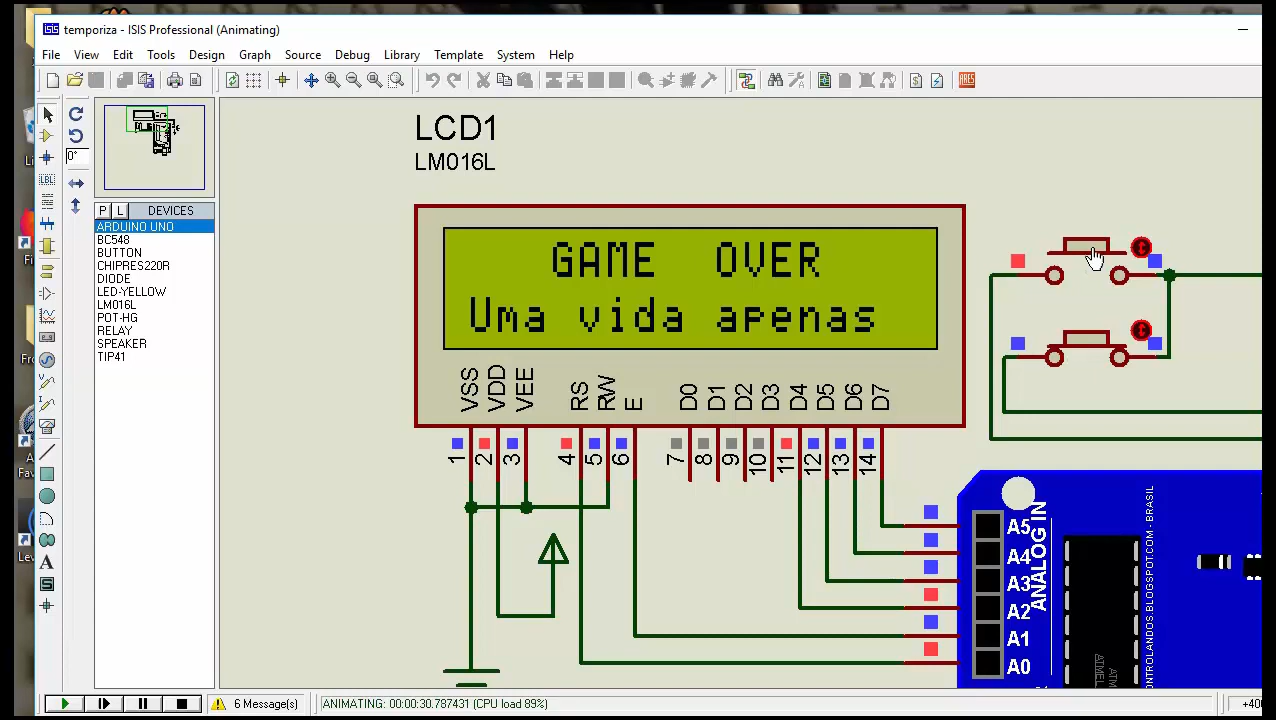 temporiza - ISIS Professional (Animating)
File View Edit Tools Design Graph Source Debug Library Template System Help
LBL
0°
P L DEVICES
ARDUINO UNO
BC548
BUTTON
CHIPRES220R
DIODE
LED-YELLOW
LM016L
POT-HG
RELAY
SPEAKER
TIP41
LCD1
LM016L
GAME OVER
Uma vida apenas
VSS VDD VEE RS RW E D0 D1 D2 D3 D4 D5 D6 D7
1 2 3 4 5 6 7 8 9 10 11 12 13 14
A5
A4
A3
A2
A1
A0
ANALOG IN
CONTROLANDOS.BLOGSPOT.COM - BRASIL
6 Message(s) ANIMATING: 00:00:30.787431 (CPU load 89%)